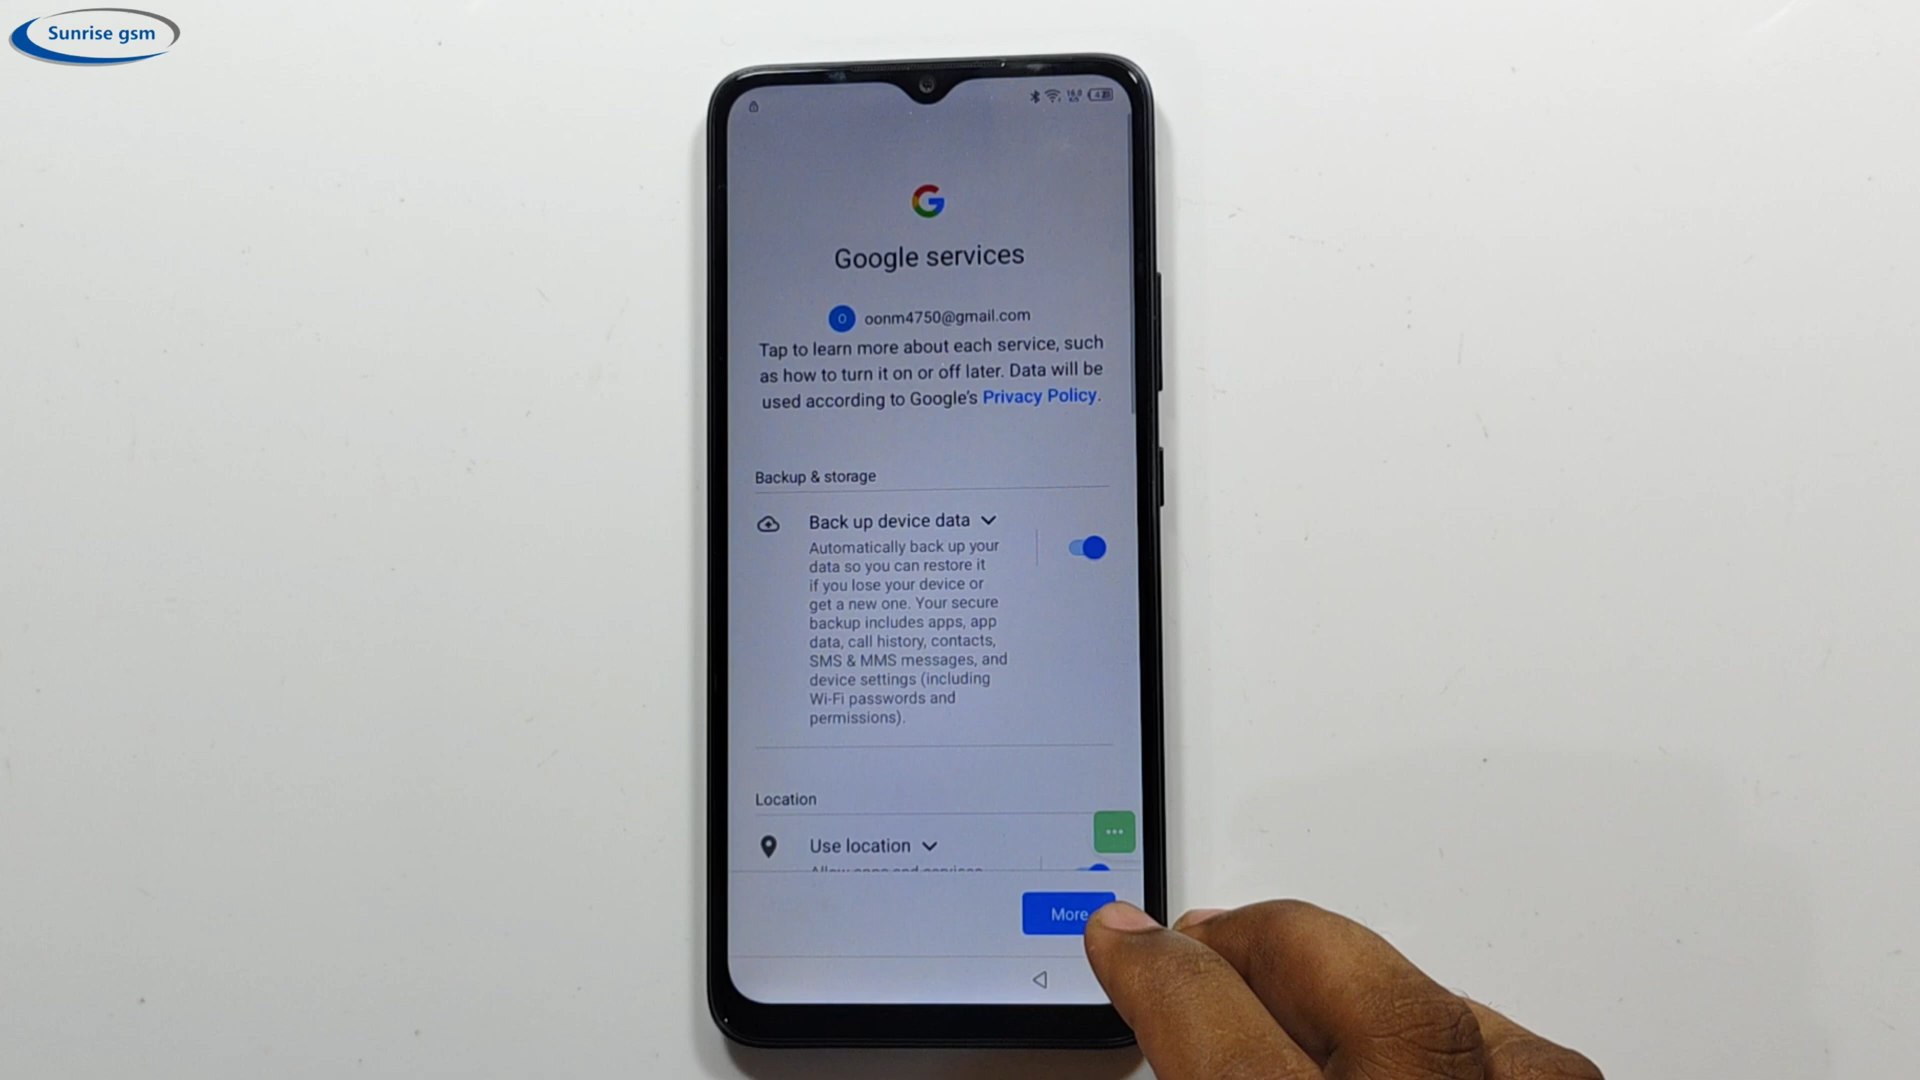 Sunrise gsm
Google services
oonm4750@gmail.com
Tap to learn more about each service, such
as how to turn it on or off later. Data will be
used according to Google's Privacy Policy.
Backup & storage
Back up device data
Automatically back up your
data so you can restore it
if you lose your device or
get a new one. Your secure
backup includes apps, app
data, call history, contacts,
SMS & MMS messages, and
device settings (including
Wi-Fi passwords and
permissions).
Location
Use location
Allow apps and services
More